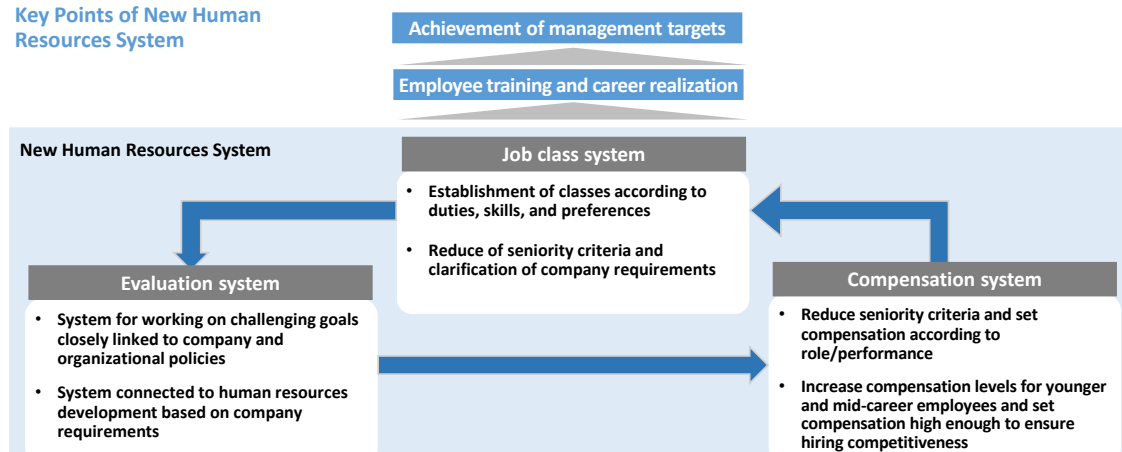 Key Points of New Human
Resources System
Achievement of management targets
Employee training and career realization
New Human Resources System
Job class system
• Establishment of classes according to
duties, skills, and preferences
• Reduce of seniority criteria and
clarification of company requirements
Evaluation system
• System for working on challenging goals
closely linked to company and
organizational policies
• System connected to human resources
development based on company
requirements
Compensation system
• Reduce seniority criteria and set
compensation according to
role/performance
• Increase compensation levels for younger
and mid-career employees and set
compensation high enough to ensure
hiring competitiveness